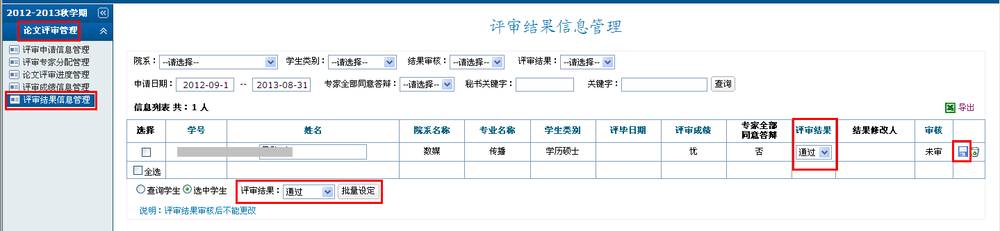 2012-2013秋学期
论文评审管理
评审申请信息管理
评审专家分配管理
论文评审进度管理
评审成绩信息管理
评审结果信息管理
评审结果信息管理
院系： --请选择-- 学生类别： --请选择-- 结果审核： --请选择-- 评审结果： --请选择--
申请日期： 2012-09-1 -- 2013-08-31 专家全部同意答辩： --请选择-- 秘书关键字： 关键字： 查询
信息列表 共：1 人 导出
选择 学号 姓名 院系名称 专业名称 学生类别 评毕日期 评审成绩 专家全部同意答辩 评审结果 结果修改人 审核
数媒 传播 学历硕士 优 否 通过 未审
全选
查询学生 选中学生 评审结果： 通过 批量设定
说明：评审结果审核后不能更改